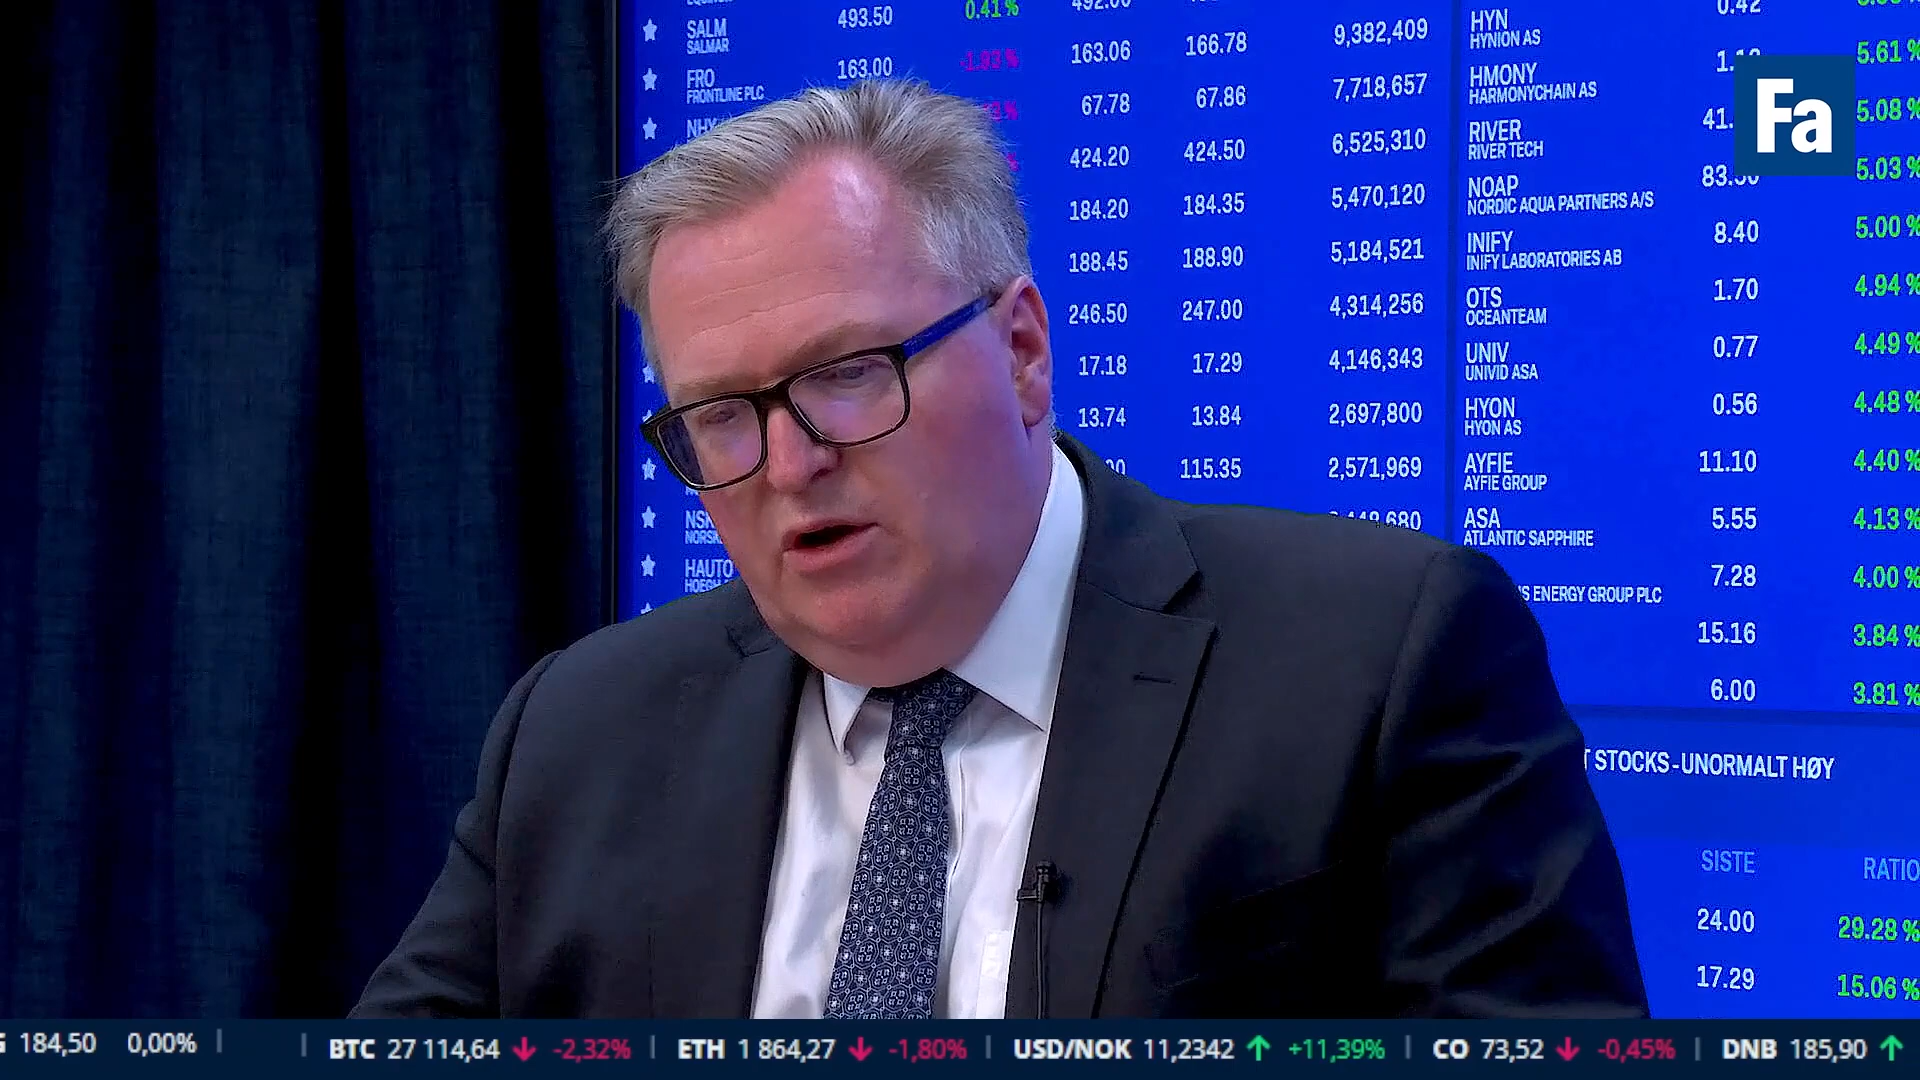 SALM
SALMAR
493.50
0.41 %
FRO
FRONTLINE PLC
163.00
-1.93 %
163.06 166.78 9,382,409
67.78 67.86 7,718,657
424.20 424.50 6,525,310
184.20 184.35 5,470,120
188.45 188.90 5,184,521
246.50 247.00 4,314,256
17.18 17.29 4,146,343
13.74 13.84 2,697,800
115.35 2,571,969
HAUTO
HYN
HYNION AS
0.42
5.61 %
HMONY
HARMONYCHAIN AS
5.08 %
RIVER
RIVER TECH
41.
5.03 %
NOAP
NORDIC AQUA PARTNERS A/S
5.00 %
INIFY
INIFY LABORATORIES AB
8.40
4.94 %
OTS
OCEANTEAM
1.70
4.49 %
UNIV
UNIVID ASA
0.77
4.48 %
HYON
HYON AS
0.56
4.40 %
AYFIE
AYFIE GROUP
11.10
4.13 %
ASA
ATLANTIC SAPPHIRE
5.55
4.00 %
ENERGY GROUP PLC
7.28
3.84 %
15.16
3.81 %
6.00
STOCKS - UNORMALT HØY
SISTE RATIO
24.00 29.28 %
17.29 15.06 %
Fa
184,50 0,00% | | BTC 27 114,64 -2,32% | ETH 1 864,27 -1,80% | USD/NOK 11,2342 +11,39% | CO 73,52 -0,45% | DNB 185,90